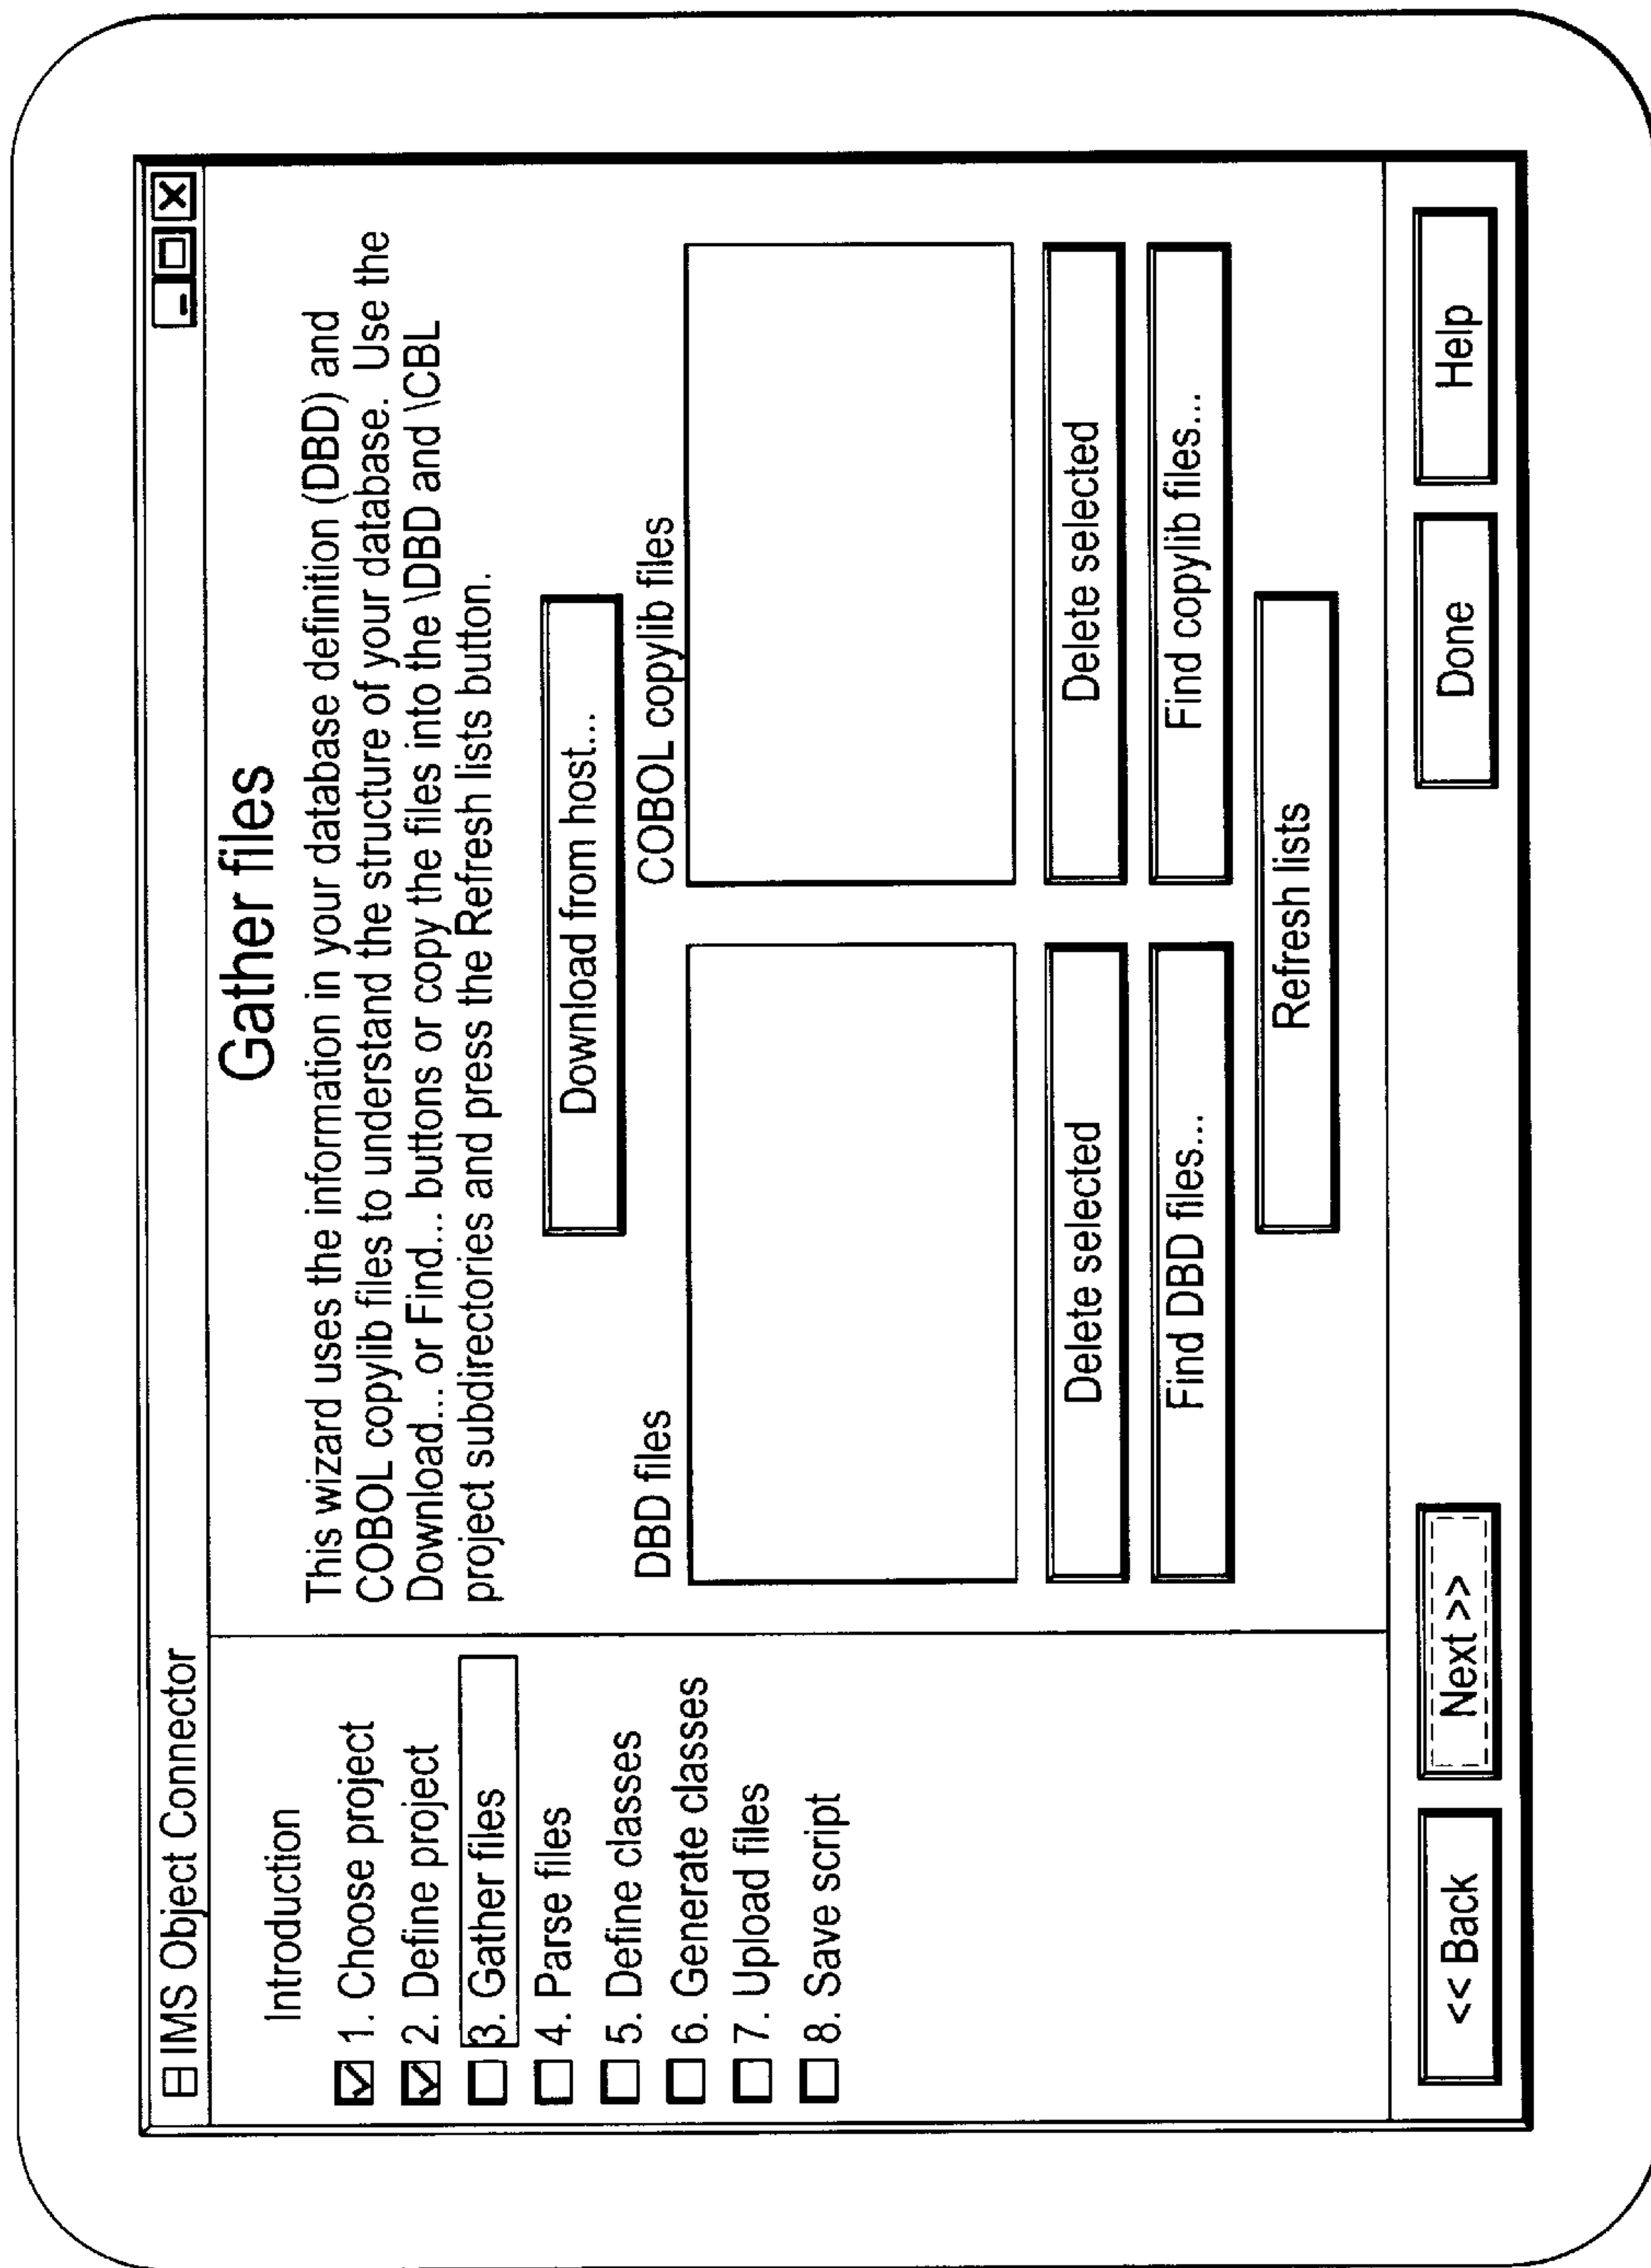 IMS Object Connector
Introduction
1. Choose project
2. Define project
3. Gather files
4. Parse files
5. Define classes
6. Generate classes
7. Upload files
8. Save script
Gather files
This wizard uses the information in your database definition (DBD) and
COBOL copylib files to understand the structure of your database. Use the
Download... or Find... buttons or copy the files into the \DBD and \CBL
project subdirectories and press the Refresh lists button.
Download from host...
DBD files
COBOL copylib files
Delete selected
Delete selected
Find DBD files...
Find copylib files...
Refresh lists
<< Back
Next >>
Done
Help